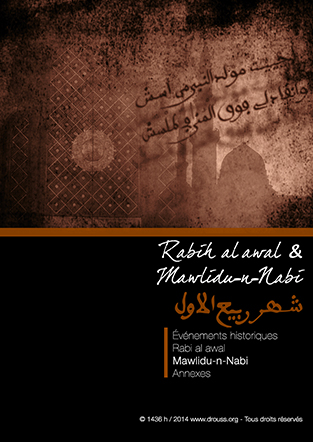 Rabih al awal &
Mawlidu-n-Nabi
شهر ربيع الاول
Événements historiques
Rabi al awal
Mawlidu-n-Nabi
Annexes
© 1436 h / 2014 www.drouss.org - Tous droits réservés